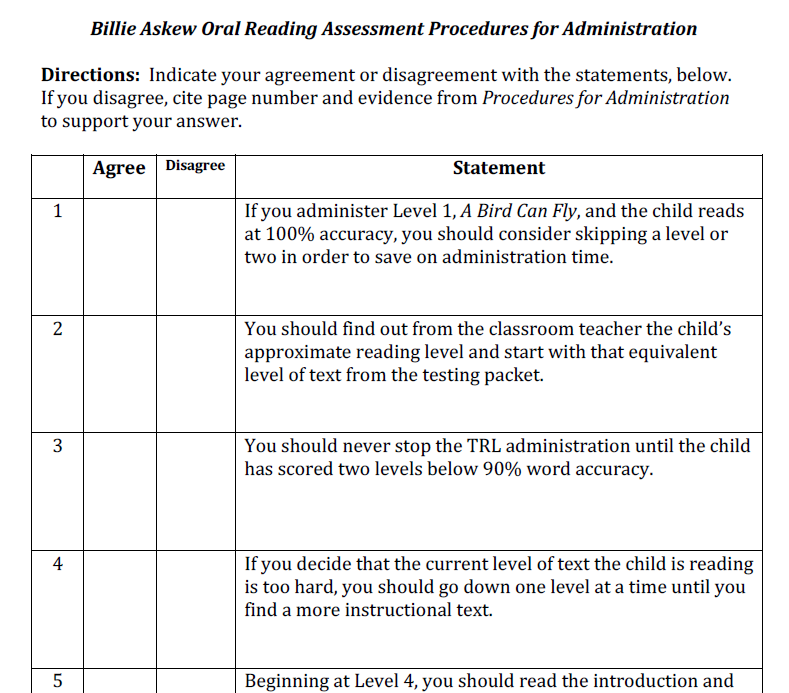 Billie Askew Oral Reading Assessment Procedures for Administration
Directions: Indicate your agreement or disagreement with the statements, below.
If you disagree, cite page number and evidence from Procedures for Administration
to support your answer.
Agree Disagree Statement
1 If you administer Level 1, A Bird Can Fly, and the child reads
at 100% accuracy, you should consider skipping a level or
two in order to save on administration time.
2 You should find out from the classroom teacher the child’s
approximate reading level and start with that equivalent
level of text from the testing packet.
3 You should never stop the TRL administration until the child
has scored two levels below 90% word accuracy.
4 If you decide that the current level of text the child is reading
is too hard, you should go down one level at a time until you
find a more instructional text.
5 Beginning at Level 4, you should read the introduction and